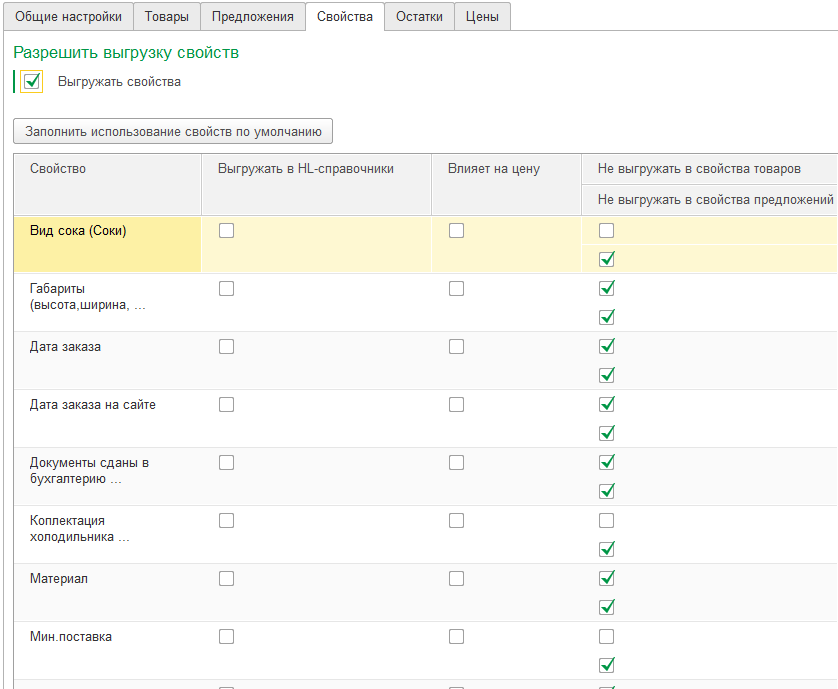 Общие настройки Товары Предложения Свойства Остатки Цены
Разрешить выгрузку свойств
Выгружать свойства
Заполнить использование свойств по умолчанию
Свойство Выгружать в HL-справочники Влияет на цену Не выгружать в свойства товаров
Не выгружать в свойства предложений
Вид сока (Соки)
Габариты
(высота,ширина, ...
Дата заказа
Дата заказа на сайте
Документы сданы в
бухгалтерию ...
Коплектация
холодильника ...
Материал
Мин.поставка